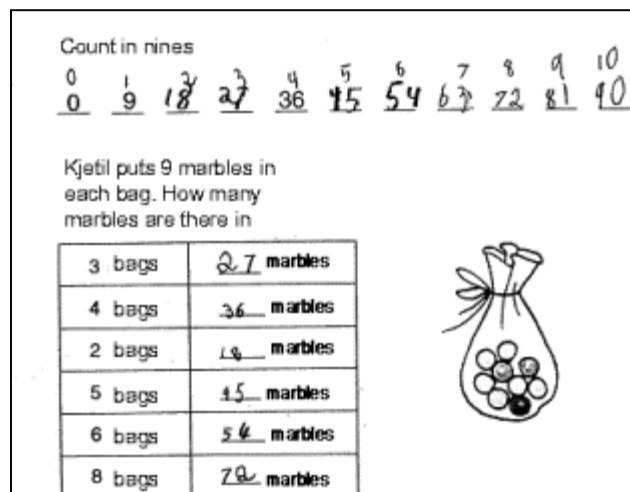 Count in nines
0 1 2 3 4 5 6 7 8 9 10
0 9 18 27 36 45 54 63 72 81 90
Kjetil puts 9 marbles in
each bag. How many
marbles are there in
3 bags 27 marbles
4 bags 36 marbles
2 bags 18 marbles
5 bags 45 marbles
6 bags 54 marbles
8 bags 72 marbles